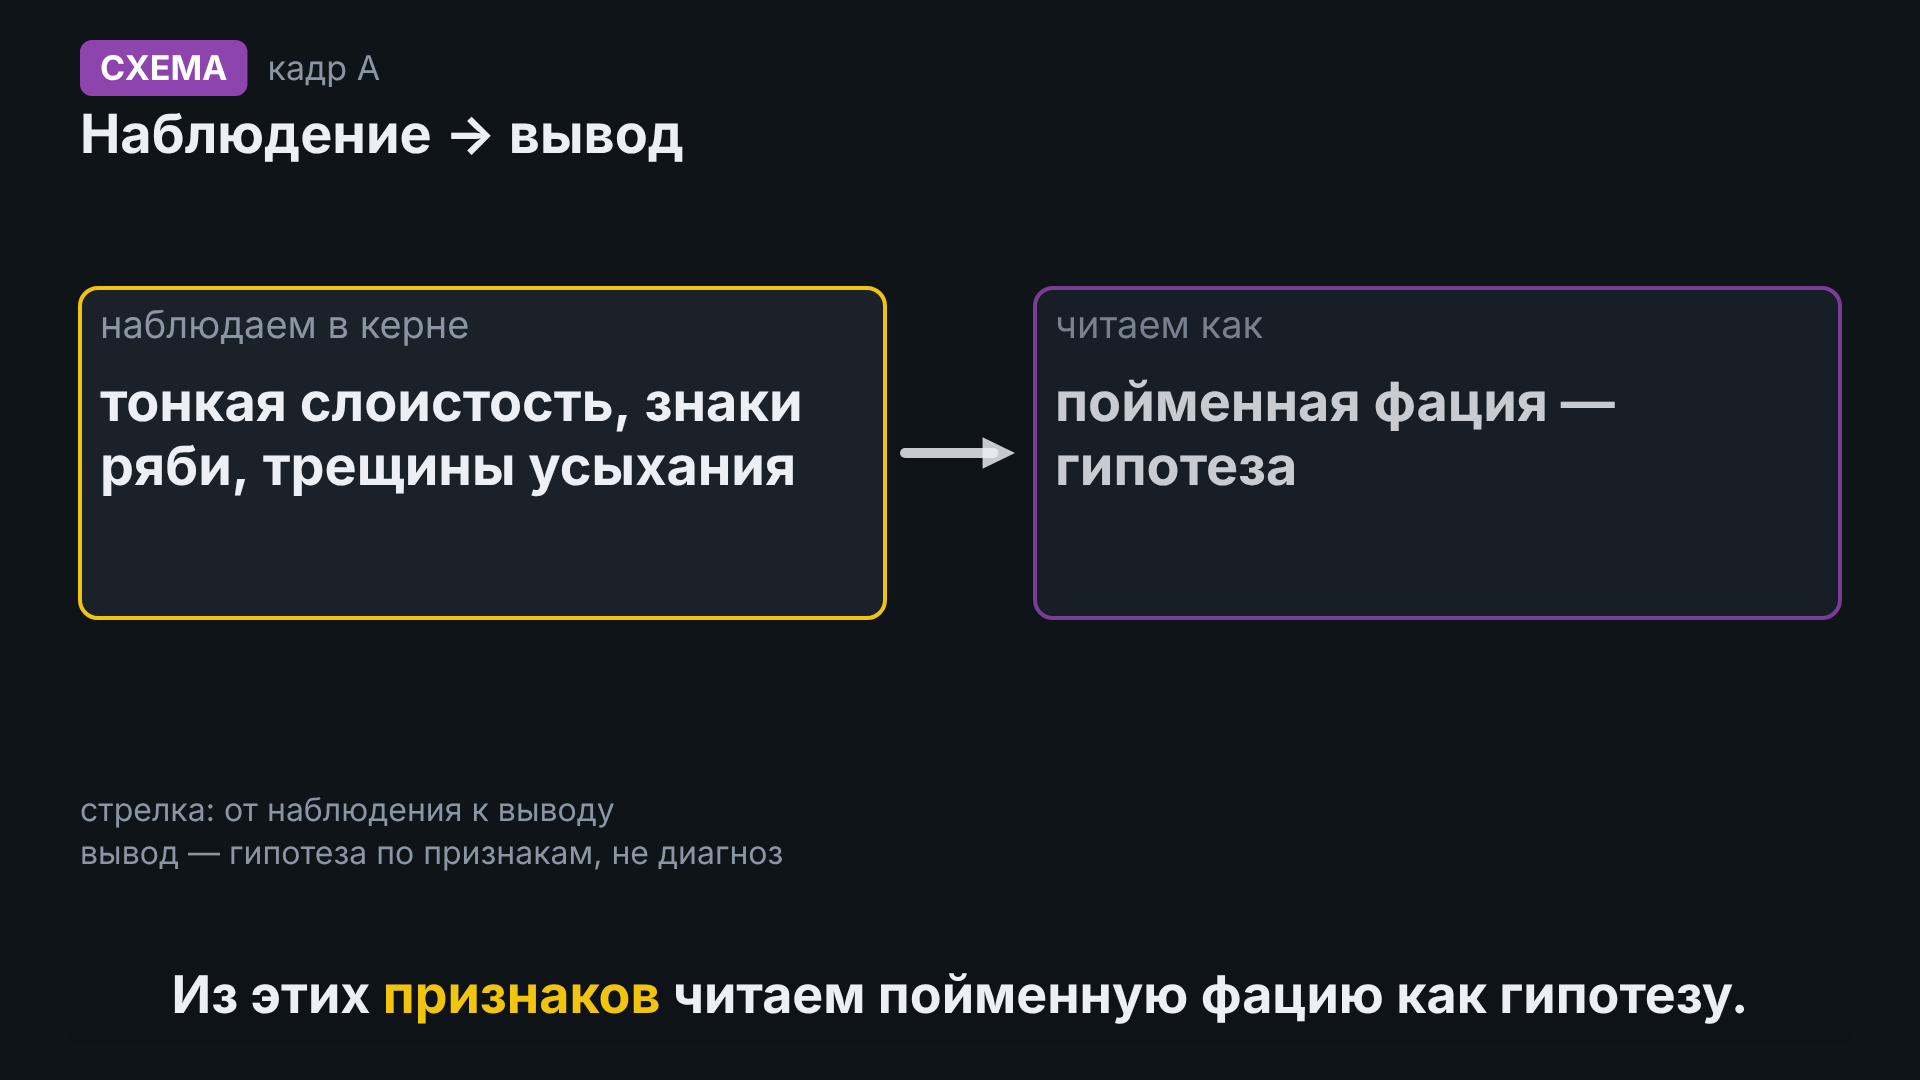 СХЕМА кадр А
Наблюдение → вывод
наблюдаем в керне
тонкая слоистость, знаки
ряби, трещины усыхания
читаем как
пойменная фация —
гипотеза
стрелка: от наблюдения к выводу
вывод — гипотеза по признакам, не диагноз
Из этих признаков читаем пойменную фацию как гипотезу.